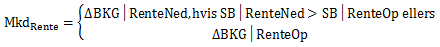 Mkd_Rente = { ΔBKG | RenteNed, hvis SB | RenteNed > SB | RenteOp ellers
ΔBKG | RenteOp